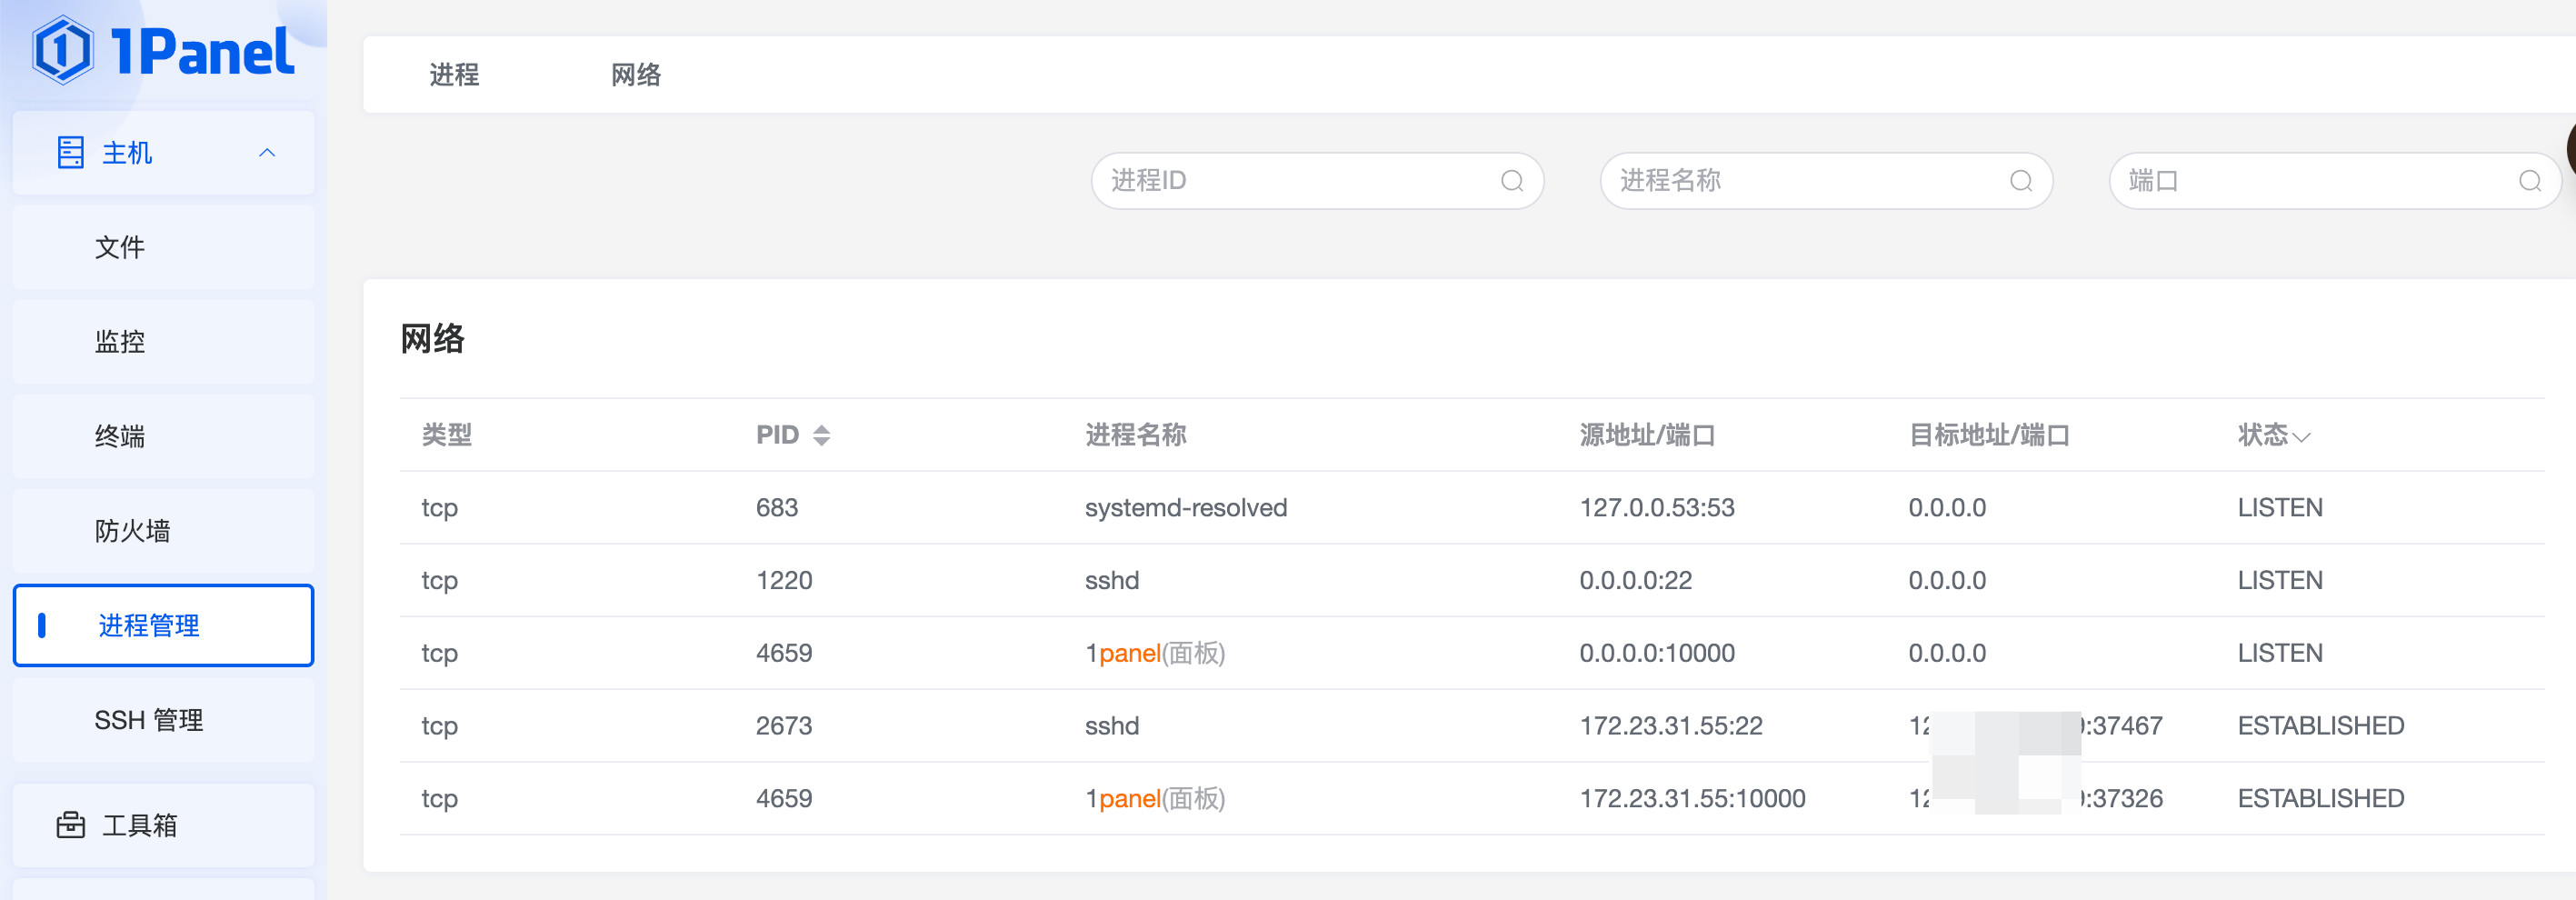 1Panel
进程 网络
主机
进程ID 进程名称 端口
文件
监控
终端
防火墙
进程管理
SSH 管理
工具箱
网络
类型 PID 进程名称 源地址/端口 目标地址/端口 状态
tcp 683 systemd-resolved 127.0.0.53:53 0.0.0.0 LISTEN
tcp 1220 sshd 0.0.0.0:22 0.0.0.0 LISTEN
tcp 4659 1panel(面板) 0.0.0.0:10000 0.0.0.0 LISTEN
tcp 2673 sshd 172.23.31.55:22 :37467 ESTABLISHED
tcp 4659 1panel(面板) 172.23.31.55:10000 :37326 ESTABLISHED